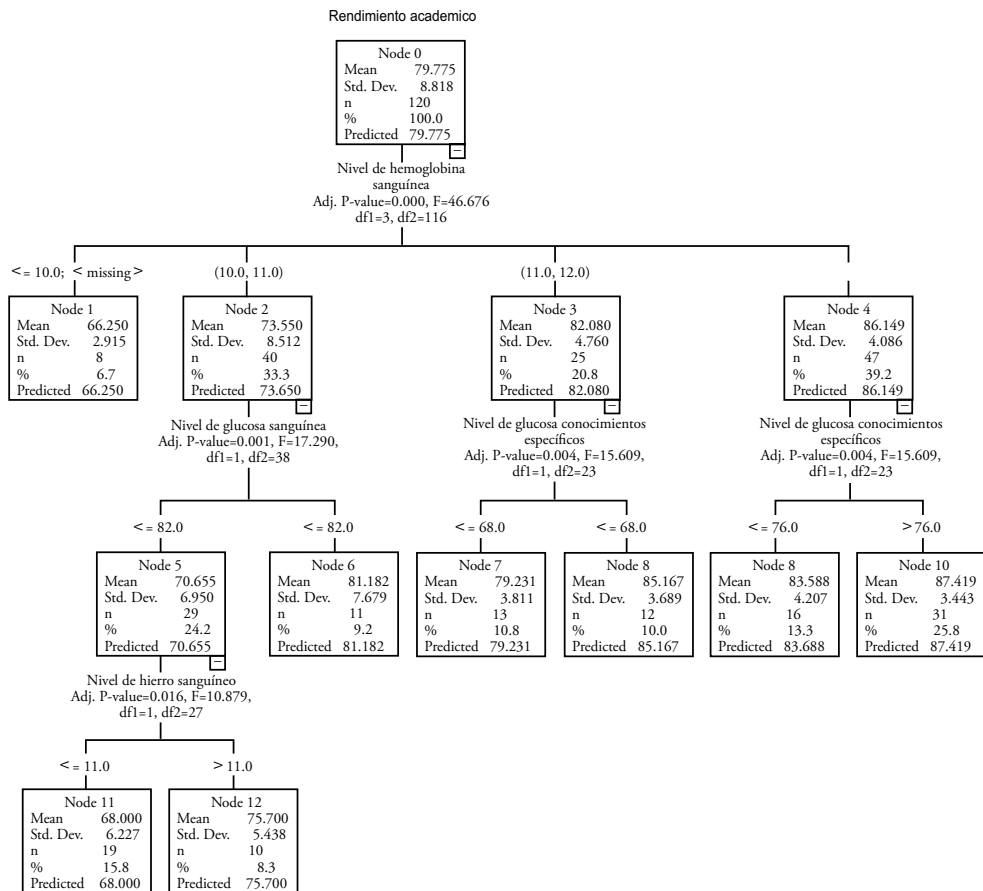 Rendimiento academico
Node 0
Mean 79.775
Std. Dev. 8.818
n 120
% 100.0
Predicted 79.775
Nivel de hemoglobina
sanguínea
Adj. P-value=0.000, F=46.676
df1=3, df2=116
<= 10.0; < missing>
(10.0, 11.0)
(11.0, 12.0)
Node 1
Mean 66.250
Std. Dev. 2.915
n 8
% 6.7
Predicted 66.250
Node 2
Mean 73.550
Std. Dev. 8.512
n 40
% 33.3
Predicted 73.650
Node 3
Mean 82.080
Std. Dev. 4.760
n 25
% 20.8
Predicted 82.080
Node 4
Mean 86.149
Std. Dev. 4.086
n 47
% 39.2
Predicted 86.149
Nivel de glucosa sanguínea
Adj. P-value=0.001, F=17.290,
df1=1, df2=38
Nivel de glucosa conocimientos
específicos
Adj. P-value=0.004, F=15.609,
df1=1, df2=23
Nivel de glucosa conocimientos
específicos
Adj. P-value=0.004, F=15.609,
df1=1, df2=23
<= 82.0
<= 82.0
<= 68.0
<= 68.0
<= 76.0
>76.0
Node 5
Mean 70.655
Std. Dev. 6.950
n 29
% 24.2
Predicted 70.655
Node 6
Mean 81.182
Std. Dev. 7.679
n 11
% 9.2
Predicted 81.182
Node 7
Mean 79.231
Std. Dev. 3.811
n 13
% 10.8
Predicted 79.231
Node 8
Mean 85.167
Std. Dev. 3.689
n 12
% 10.0
Predicted 85.167
Node 8
Mean 83.588
Std. Dev. 4.207
n 16
% 13.3
Predicted 83.688
Node 10
Mean 87.419
Std. Dev. 3.443
n 31
% 25.8
Predicted 87.419
Nivel de hierro sanguíneo
Adj. P-value=0.016, F=10.879,
df1=1, df2=27
<= 11.0
> 11.0
Node 11
Mean 68.000
Std. Dev. 6.227
n 19
% 15.8
Predicted 68.000
Node 12
Mean 75.700
Std. Dev. 5.438
n 10
% 8.3
Predicted 75.700